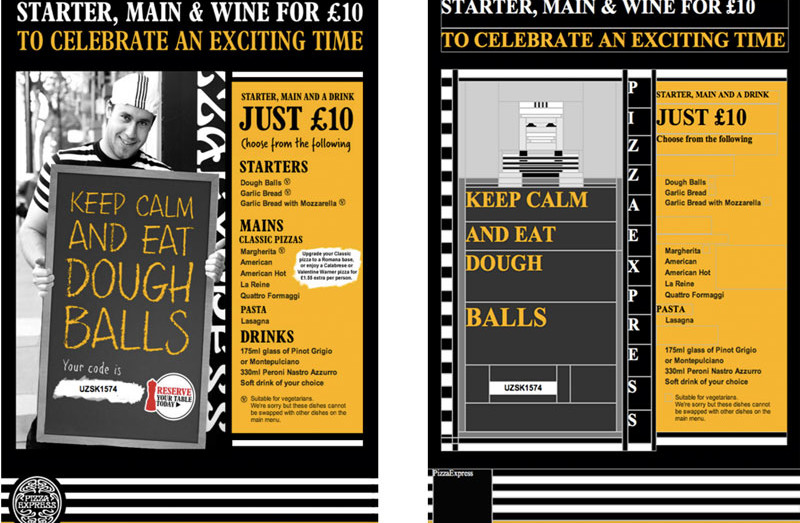 STARTER, MAIN & WINE FOR £10
TO CELEBRATE AN EXCITING TIME
KEEP CALM
AND EAT
DOUGH
BALLS
Your code is
UZSK1574
RESERVE
YOUR TABLE
TODAY
STARTER, MAIN AND A DRINK
JUST £10
Choose from the following
STARTERS
Dough Balls Ⓥ
Garlic Bread Ⓥ
Garlic Bread with Mozzarella Ⓥ
MAINS
CLASSIC PIZZAS
Margherita Ⓥ
American
American Hot
La Reine
Quattro Formaggi
Upgrade your Classic
pizza to a Romana base,
or enjoy a Calabrese or
Valentine Warner pizza for
£1.55 extra per person.
PASTA
Lasagna
DRINKS
175ml glass of Pinot Grigio
or Montepulciano
330ml Peroni Nastro Azzurro
Soft drink of your choice
Ⓥ Suitable for vegetarians.
We're sorry but these dishes cannot
be swapped with other dishes on the
main menu.
PIZZA
EXPRESS
STARTER, MAIN & WINE FOR £10
TO CELEBRATE AN EXCITING TIME
KEEP CALM
AND EAT
DOUGH
BALLS
UZSK1574
P
I
Z
Z
A
E
X
P
R
E
S
S
STARTER, MAIN AND A DRINK
JUST £10
Choose from the following
Dough Balls
Garlic Bread
Garlic Bread with Mozzarella
Margherita
American
American Hot
La Reine
Quattro Formaggi
PASTA
Lasagna
175ml glass of Pinot Grigio
or Montepulciano
330ml Peroni Nastro Azzurro
Soft drink of your choice
Suitable for vegetarians.
We're sorry but these dishes cannot
be swapped with other dishes on the
main menu.
PizzaExpress